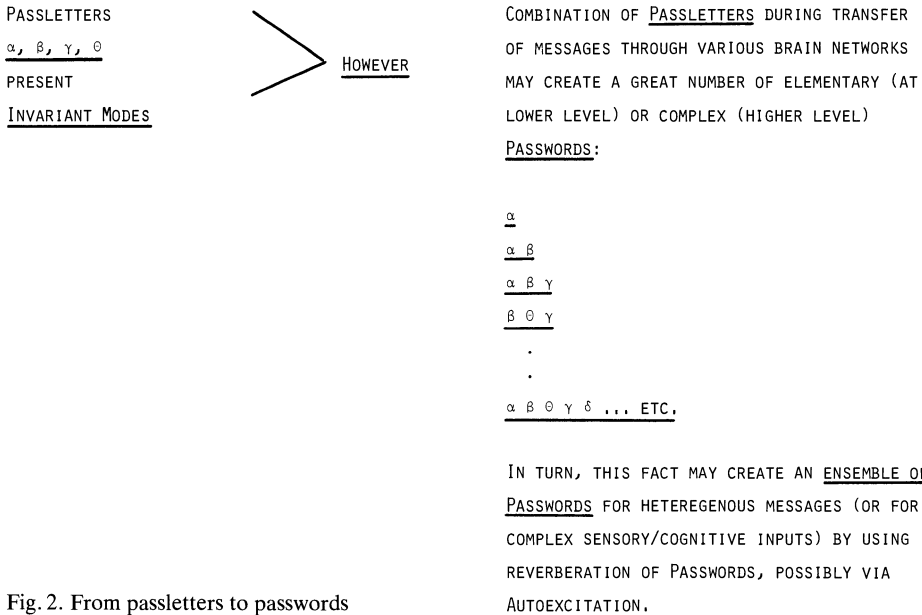 PASSLETTERS
α, β, γ, Θ
PRESENT
INVARIANT MODES
HOWEVER
COMBINATION OF PASSLETTERS DURING TRANSFER
OF MESSAGES THROUGH VARIOUS BRAIN NETWORKS
MAY CREATE A GREAT NUMBER OF ELEMENTARY (AT
LOWER LEVEL) OR COMPLEX (HIGHER LEVEL)
PASSWORDS:
α
α β
α β γ
β Θ γ
.
.
α β Θ γ δ ... ETC.
IN TURN, THIS FACT MAY CREATE AN ENSEMBLE OF
PASSWORDS FOR HETEREGENOUS MESSAGES (OR FOR
COMPLEX SENSORY/COGNITIVE INPUTS) BY USING
REVERBERATION OF PASSWORDS, POSSIBLY VIA
AUTOEXCITATION.
Fig. 2. From passletters to passwords